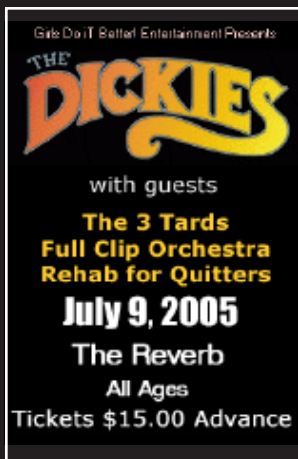 Girls Do iT Better! Entertainment Presents
THE
DICKIES
with guests
The 3 Tards
Full Clip Orchestra
Rehab for Quitters
July 9, 2005
The Reverb
All Ages
Tickets $15.00 Advance